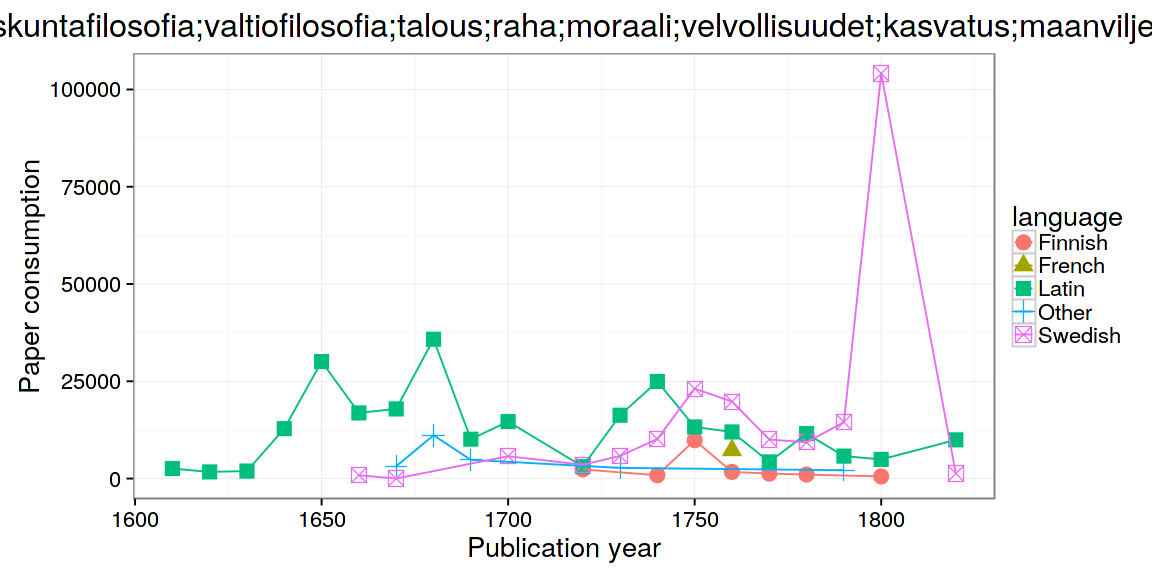 skuntafilosofia;valtiofilosofia;talous;raha;moraali;velvollisuudet;kasvatus;maanvilje
100000
75000
50000
25000
0
Paper consumption
1600
1650
1700
1750
1800
Publication year
language
Finnish
French
Latin
Other
Swedish